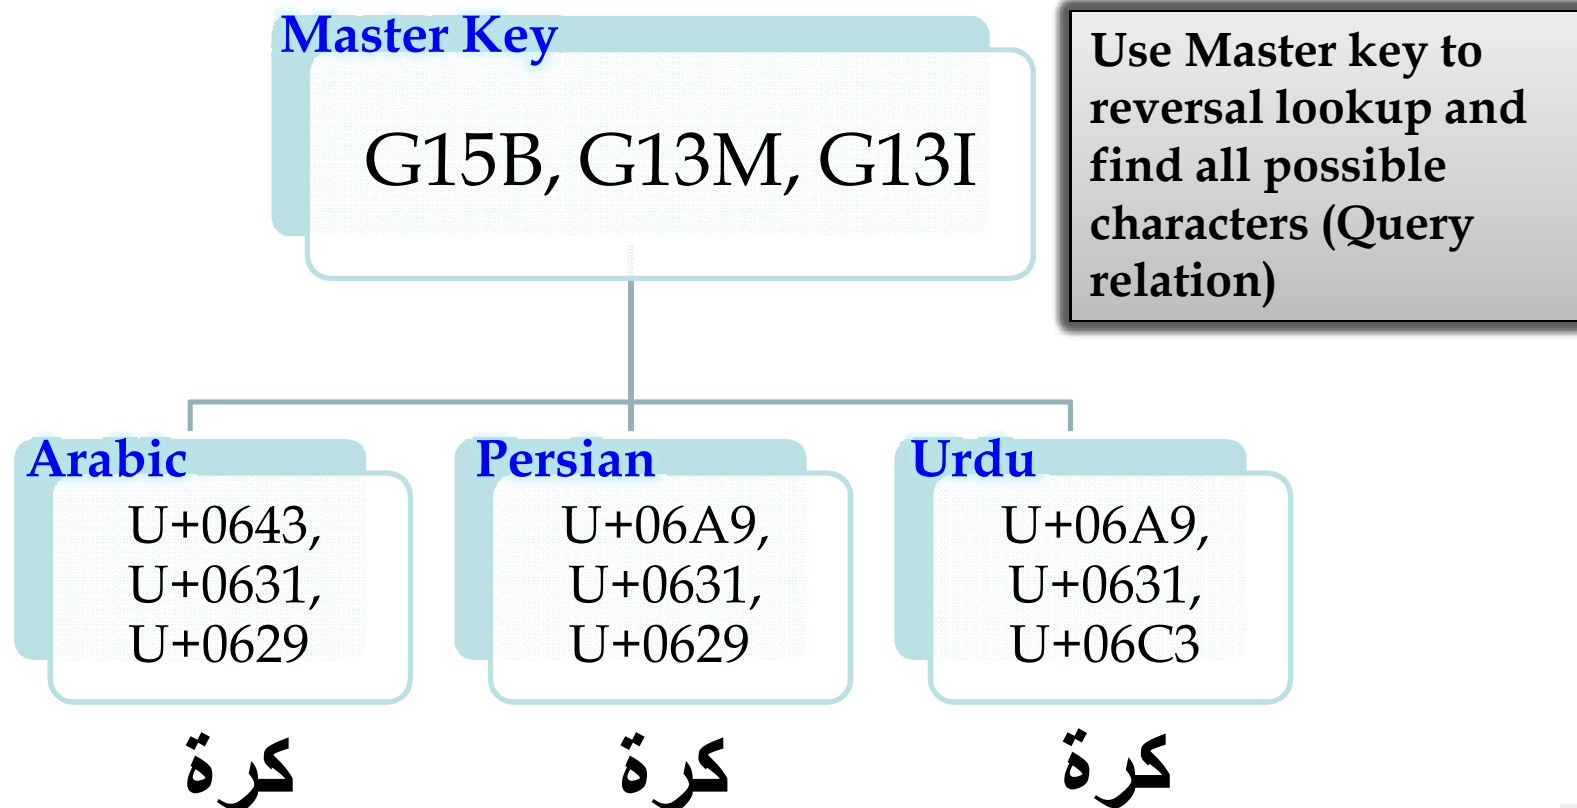 Master Key
G15B, G13M, G13I
Use Master key to
reversal lookup and
find all possible
characters (Query
relation)
Arabic
U+0643,
U+0631,
U+0629
كرة
Persian
U+06A9,
U+0631,
U+0629
کرة
Urdu
U+06A9,
U+0631,
U+06C3
کرۃ